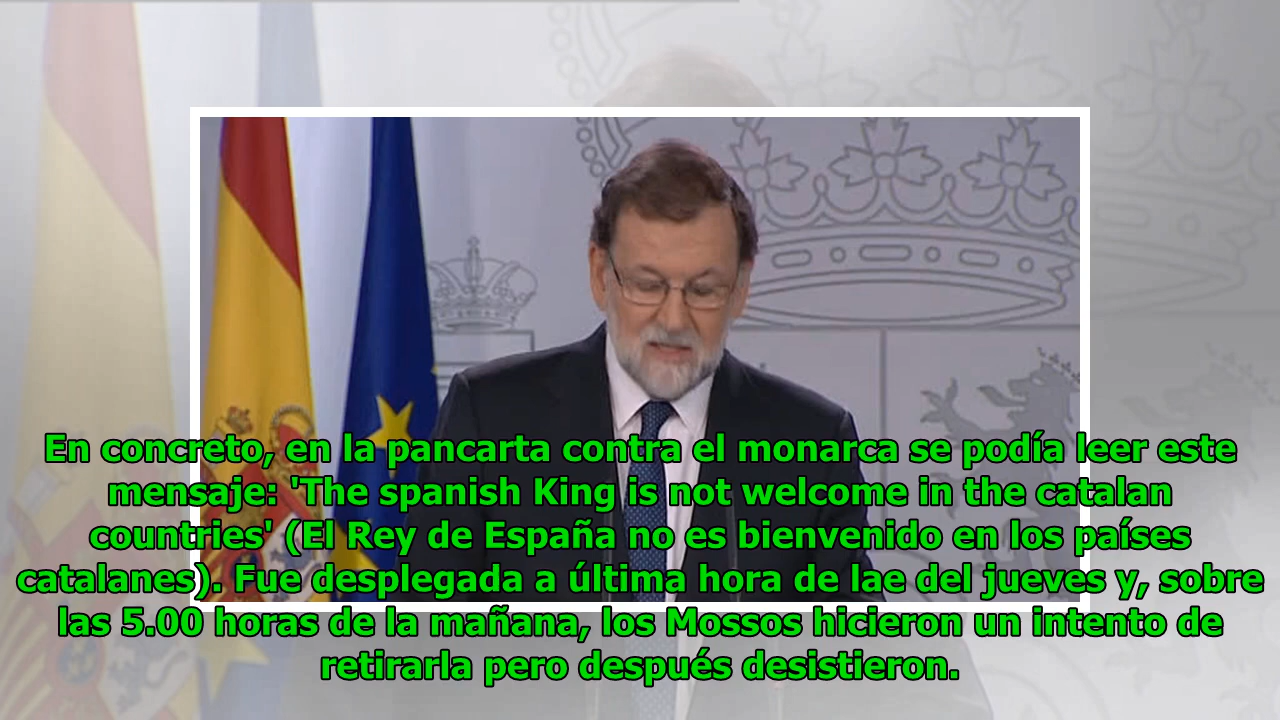 En concreto, en la pancarta contra el monarca se podía leer este
mensaje: 'The spanish King is not welcome in the catalan
countries' (El Rey de España no es bienvenido en los países
catalanes). Fue desplegada a última hora de lae del jueves y, sobre
las 5.00 horas de la mañana, los Mossos hicieron un intento de
retirarla pero después desistieron.